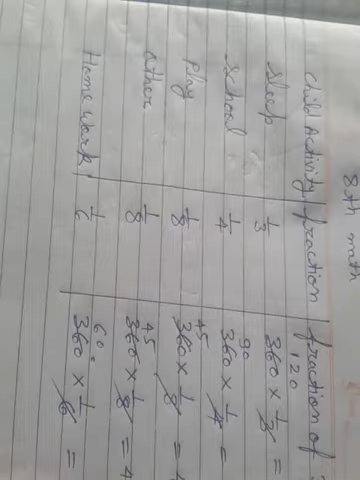 8th math
Child Activity fraction fraction of
Sleep 1/3 120 360 × 1/3 =
School 1/4 90 360 × 1/4 =
Play 1/8 45 360 × 1/8 =
other 1/8 45 360 × 1/8 = 4
Home work 1/6 60° 360 × 1/6 =